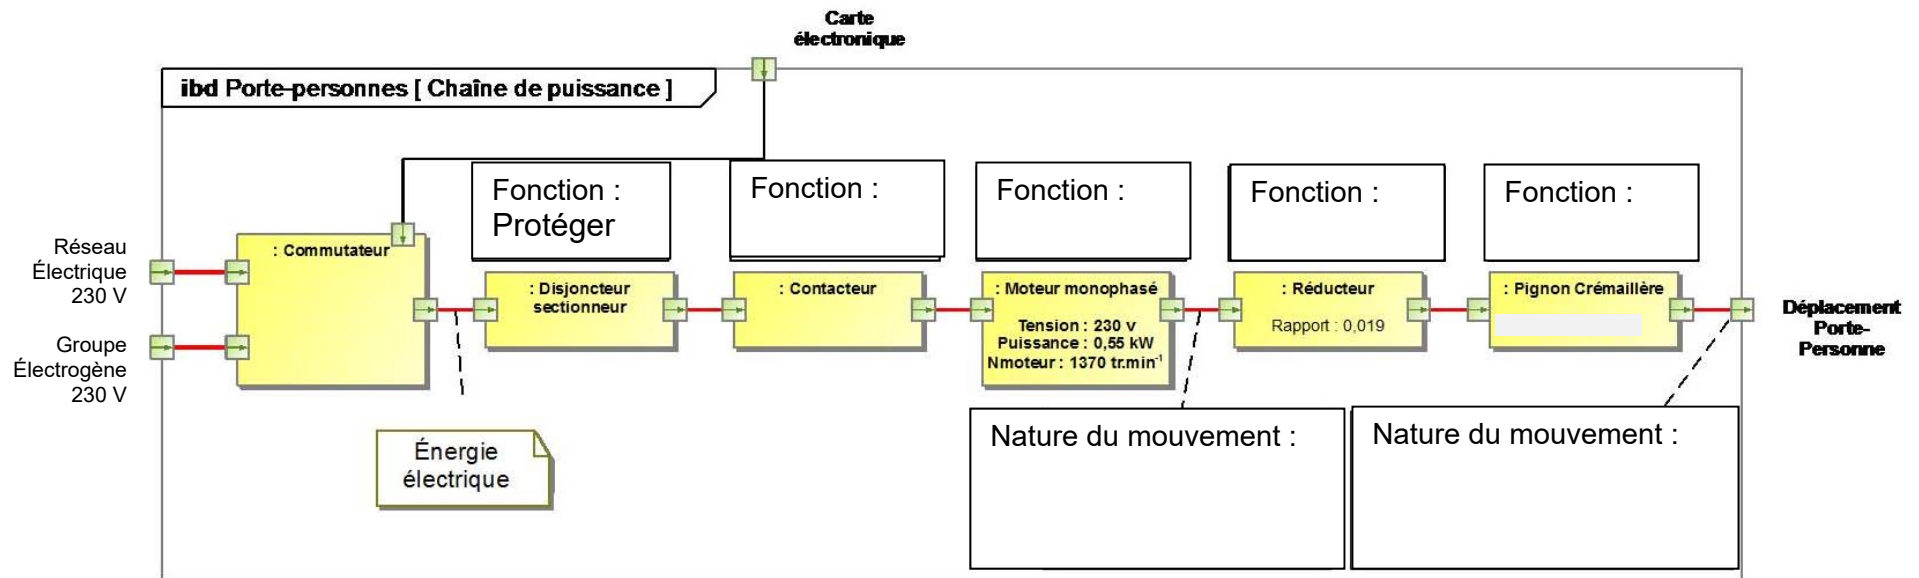 Carte
électronique
ibd Porte-personnes [ Chaîne de puissance ]
Fonction :
Protéger
Fonction :
Fonction :
Fonction :
Fonction :
Réseau
Électrique
230 V
Groupe
Électrogène
230 V
: Commutateur
: Disjoncteur
sectionneur
: Contacteur
: Moteur monophasé
Tension : 230 v
Puissance : 0,55 kW
Nmoteur : 1370 tr.min⁻¹
: Réducteur
Rapport : 0,019
: Pignon Crémaillère
Déplacement
Porte-
Personne
Énergie
électrique
Nature du mouvement :
Nature du mouvement :